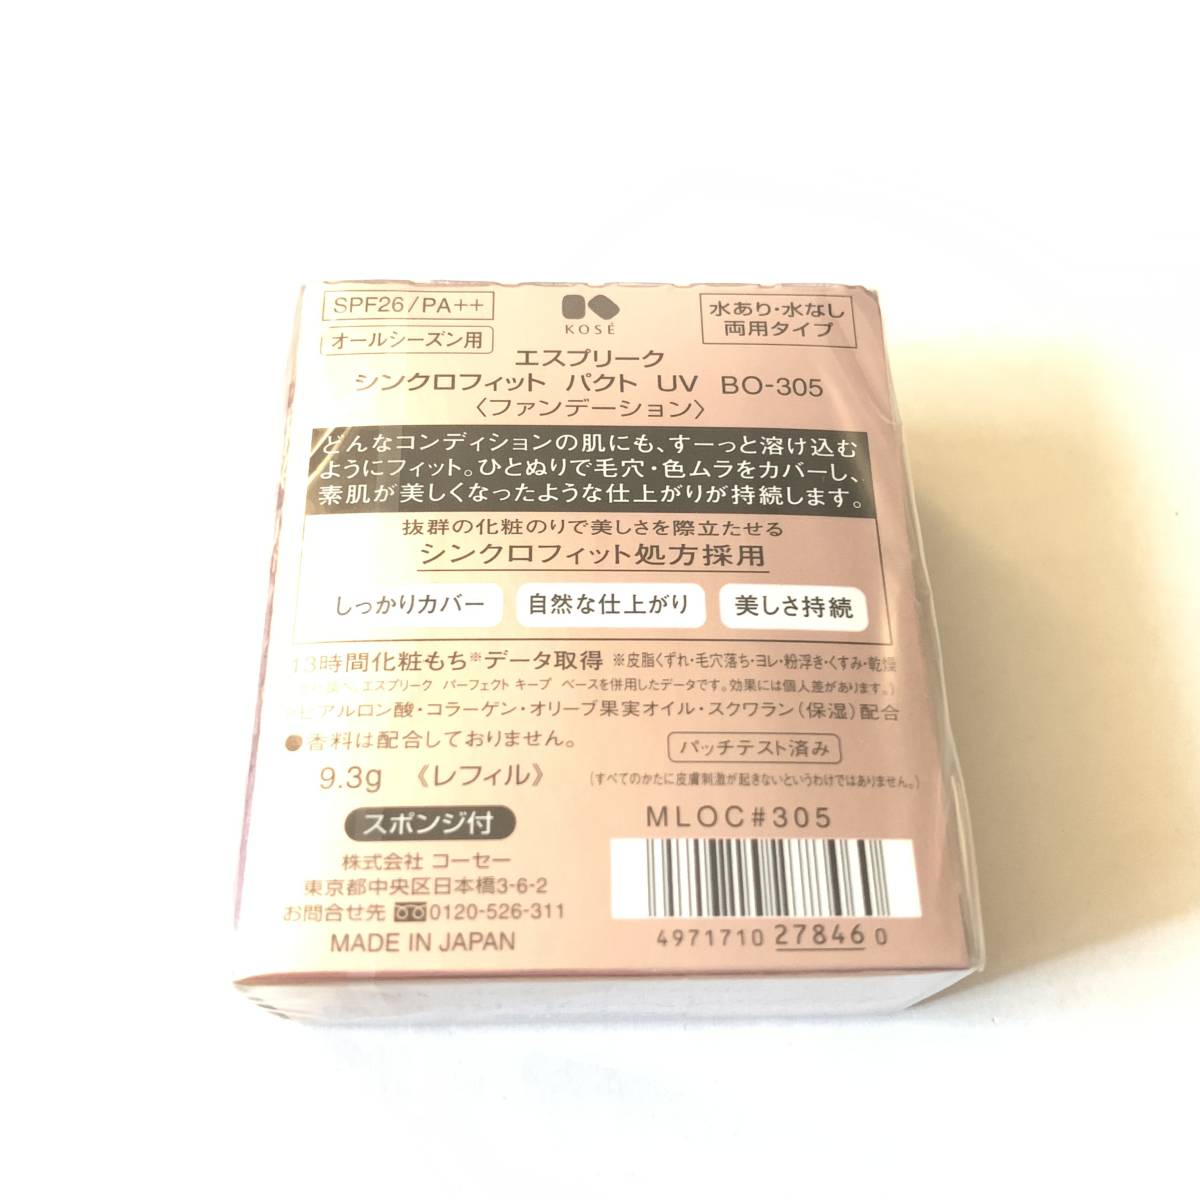 SPF26/PA++
オールシーズン用
KOSÉ
水あり・水なし
両用タイプ
エスプリーク
シンクロフィット パクト UV BO-305
〈ファンデーション〉
どんなコンディションの肌にも、すーっと溶け込む
ようにフィット。ひとぬりで毛穴・色ムラをカバーし、
素肌が美しくなったような仕上がりが持続します。
抜群の化粧のりで美しさを際立たせる
シンクロフィット処方採用
しっかりカバー
自然な仕上がり
美しさ持続
13時間化粧もち※データ取得 ※皮脂くずれ・毛穴落ち・ヨレ・粉浮き・くすみ・乾燥
エスプリーク パーフェクト キープ ベースを併用したデータです。効果には個人差があります。)
ヒアルロン酸・コラーゲン・オリーブ果実オイル・スクワラン(保湿)配合
●香料は配合しておりません。
パッチテスト済み
9.3g 《レフィル》
(すべてのかたに皮膚刺激が起きないというわけではありません。)
スポンジ付
MLOC#305
株式会社 コーセー
東京都中央区日本橋3-6-2
お問合せ先 0120-526-311
MADE IN JAPAN
4971710 278460